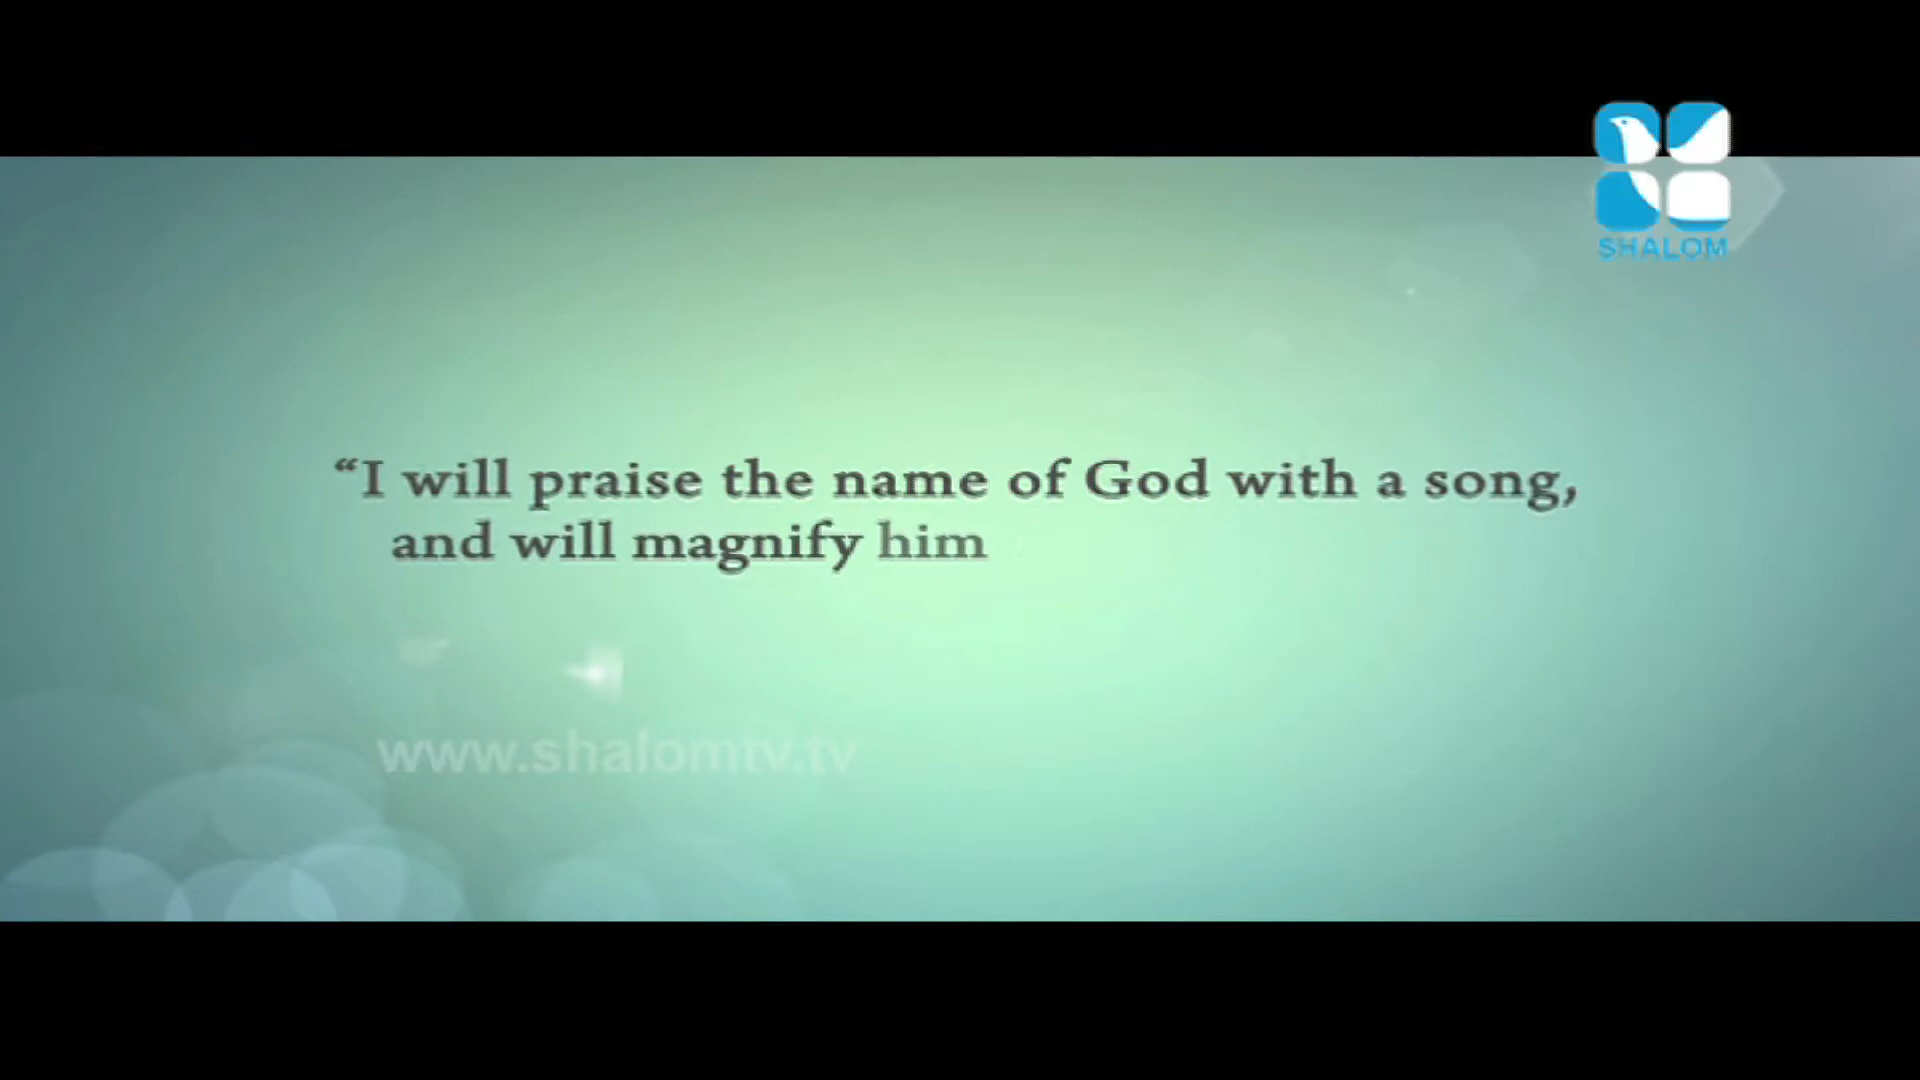 SHALOM
“I will praise the name of God with a song,
and will magnify him
www.shalomtv.tv